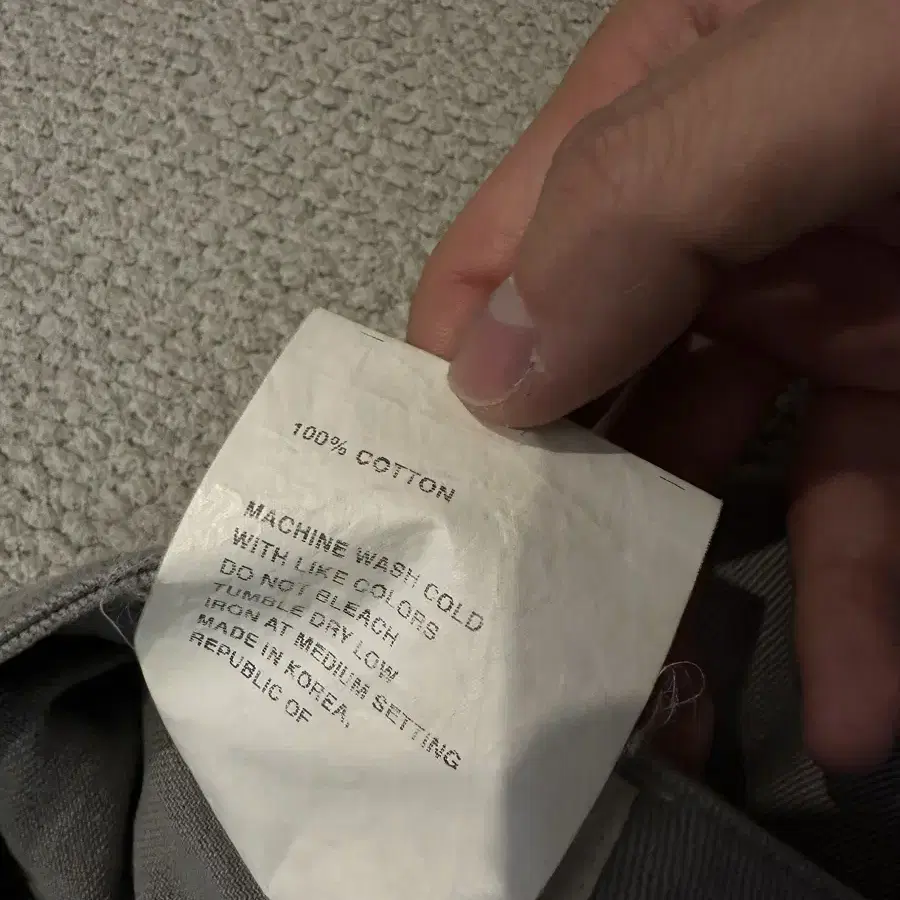 100% COTTON
MACHINE WASH COLD
WITH LIKE COLORS
DO NOT BLEACH
TUMBLE DRY LOW
IRON AT MEDIUM SETTING
MADE IN KOREA,
REPUBLIC OF